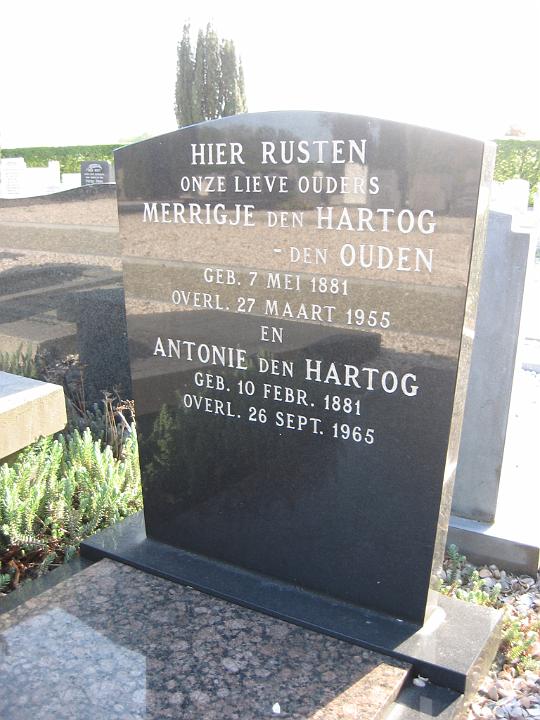 HIER RUSTEN
ONZE LIEVE OUDERS
MERRIGJE DEN HARTOG
- DEN OUDEN
GEB. 7 MEI 1881
OVERL. 27 MAART 1955
EN
ANTONIE DEN HARTOG
GEB. 10 FEBR. 1881
OVERL. 26 SEPT. 1965